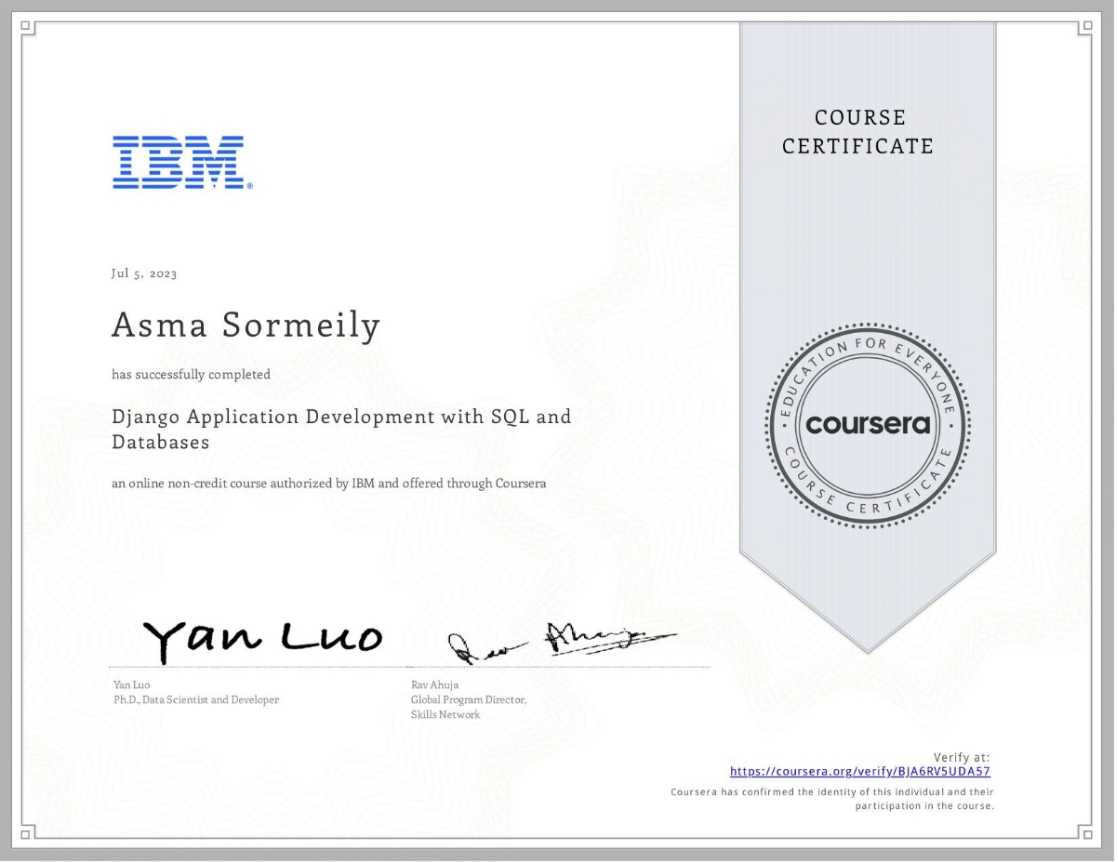 COURSE
CERTIFICATE
IBM®
Jul 5, 2023
Asma Sormeily
has successfully completed
Django Application Development with SQL and
Databases
an online non-credit course authorized by IBM and offered through Coursera
EDUCATION FOR EVERYONE
coursera
COURSE CERTIFICATE
Yan Luo
Rav Ahuja
Yan Luo
Ph.D., Data Scientist and Developer
Rav Ahuja
Global Program Director,
Skills Network
Verify at:
https://coursera.org/verify/BJA6RV5UDA57
Coursera has confirmed the identity of this individual and their
participation in the course.